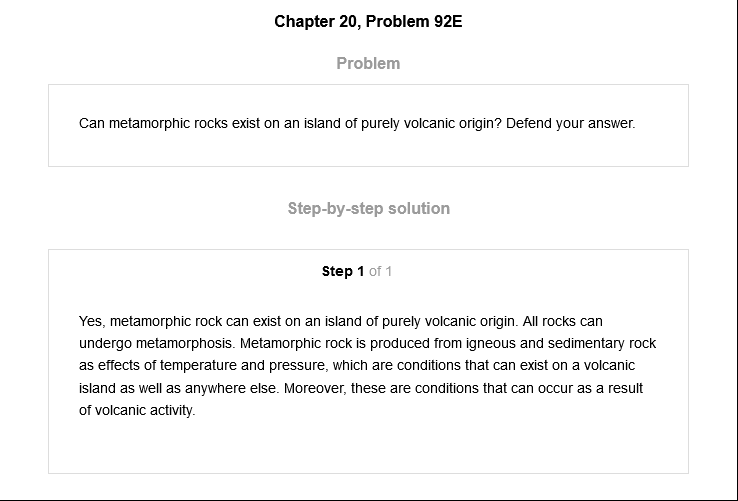 Chapter 20, Problem 92E
Problem
Can metamorphic rocks exist on an island of purely volcanic origin? Defend your answer.
Step-by-step solution
Step 1 of 1
Yes, metamorphic rock can exist on an island of purely volcanic origin. All rocks can
undergo metamorphosis. Metamorphic rock is produced from igneous and sedimentary rock
as effects of temperature and pressure, which are conditions that can exist on a volcanic
island as well as anywhere else. Moreover, these are conditions that can occur as a result
of volcanic activity.